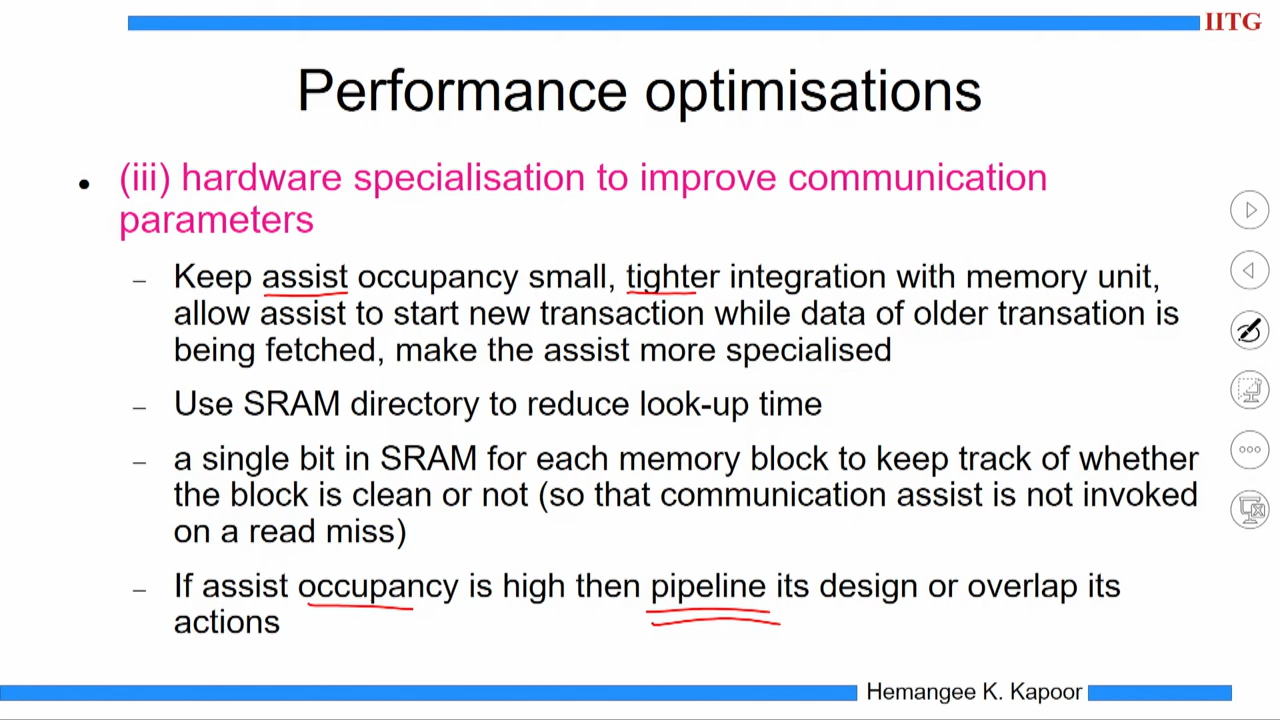 IITG
Performance optimisations
• (iii) hardware specialisation to improve communication
parameters
– Keep assist occupancy small, tighter integration with memory unit,
allow assist to start new transaction while data of older transation is
being fetched, make the assist more specialised
– Use SRAM directory to reduce look-up time
– a single bit in SRAM for each memory block to keep track of whether
the block is clean or not (so that communication assist is not invoked
on a read miss)
– If assist occupancy is high then pipeline its design or overlap its
actions
Hemangee K. Kapoor